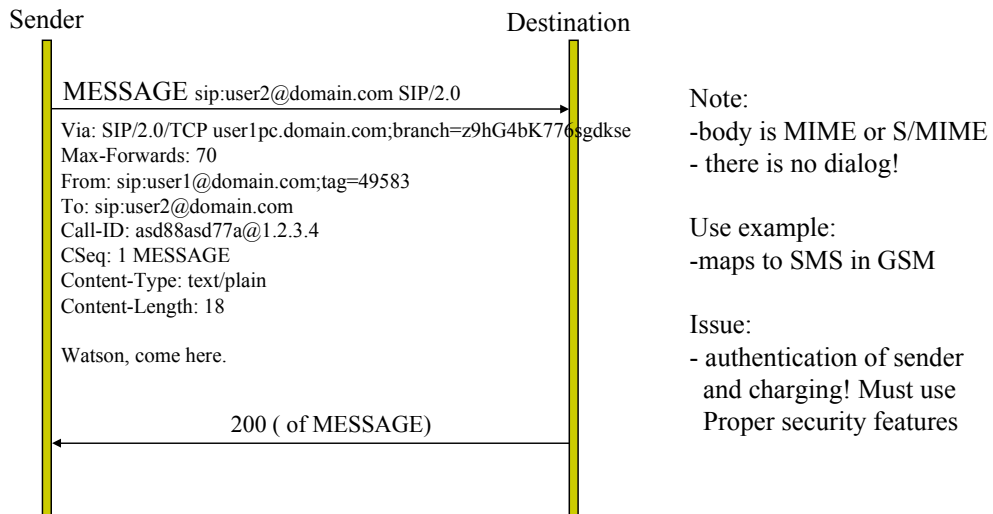 Sender
Destination
MESSAGE sip:user2@domain.com SIP/2.0
Via: SIP/2.0/TCP user1pc.domain.com;branch=z9hG4bK776sgdkse
Max-Forwards: 70
From: sip:user1@domain.com;tag=49583
To: sip:user2@domain.com
Call-ID: asd88asd77a@1.2.3.4
CSeq: 1 MESSAGE
Content-Type: text/plain
Content-Length: 18
Watson, come here.
200 ( of MESSAGE)
Note:
-body is MIME or S/MIME
- there is no dialog!
Use example:
-maps to SMS in GSM
Issue:
- authentication of sender
and charging! Must use
Proper security features